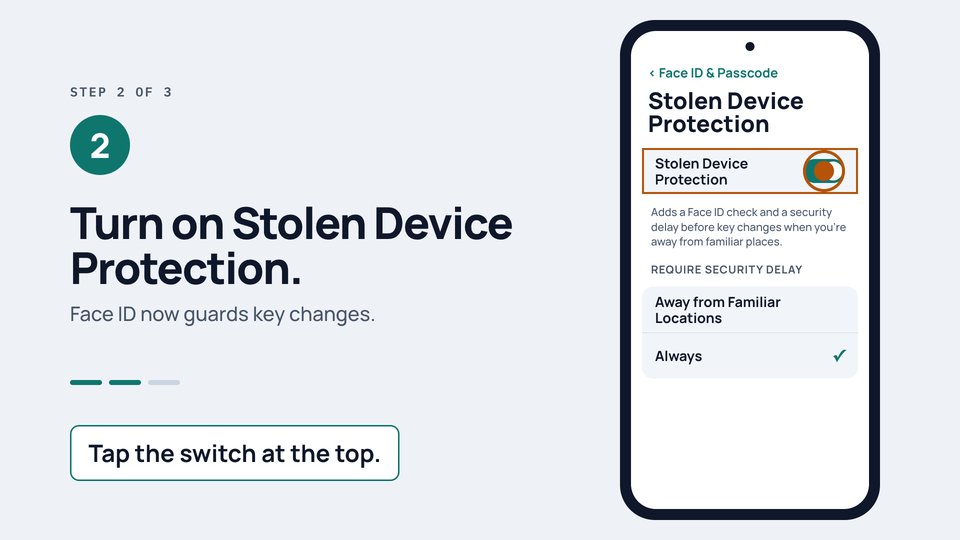 STEP 2 OF 3
2
Turn on Stolen Device
Protection.
Face ID now guards key changes.
Tap the switch at the top.
‹ Face ID & Passcode
Stolen Device
Protection
Stolen Device
Protection
Adds a Face ID check and a security
delay before key changes when you're
away from familiar places.
REQUIRE SECURITY DELAY
Away from Familiar
Locations
Always ✓